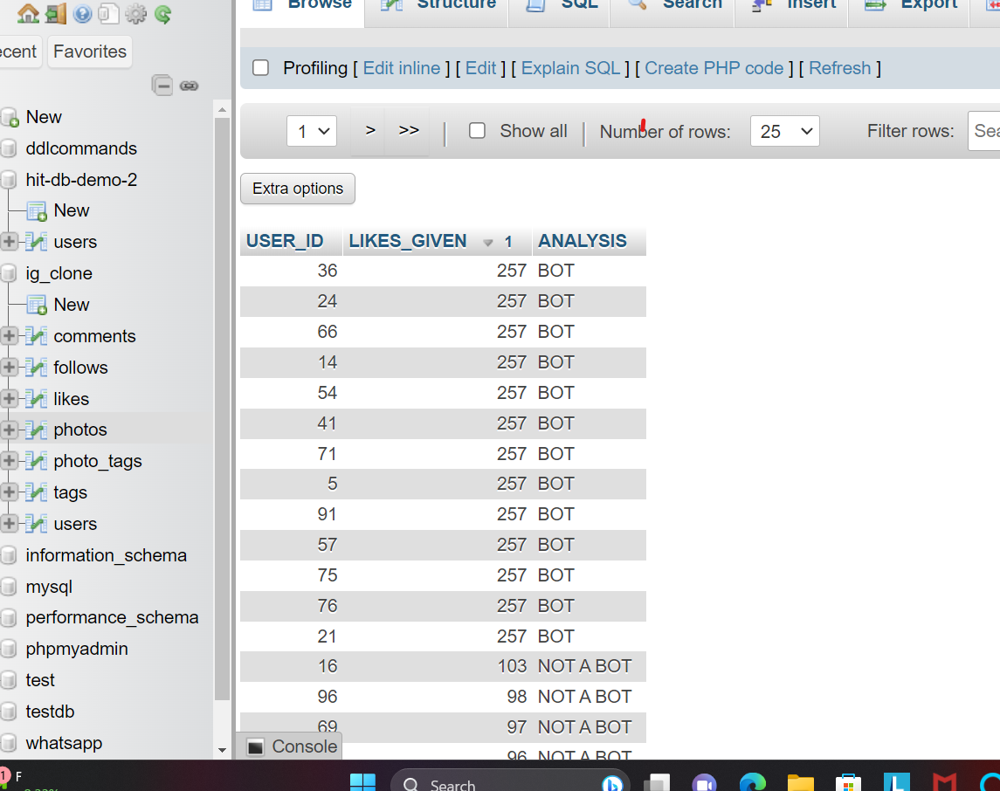 Browse Structure SQL Search Insert Export
ecent Favorites
Profiling [ Edit inline ] [ Edit ] [ Explain SQL ] [ Create PHP code ] [ Refresh ]
1 > >> | Show all | Number of rows: 25 Filter rows: Sea
Extra options
New
ddlcommands
hit-db-demo-2
New
users
ig_clone
New
comments
follows
likes
photos
photo_tags
tags
users
information_schema
mysql
performance_schema
phpmyadmin
test
testdb
whatsapp
USER_ID LIKES_GIVEN 1 ANALYSIS
36 257 BOT
24 257 BOT
66 257 BOT
14 257 BOT
54 257 BOT
41 257 BOT
71 257 BOT
5 257 BOT
91 257 BOT
57 257 BOT
75 257 BOT
76 257 BOT
21 257 BOT
16 103 NOT A BOT
96 98 NOT A BOT
69 97 NOT A BOT
96 NOT A BOT
Console
1 F
Search